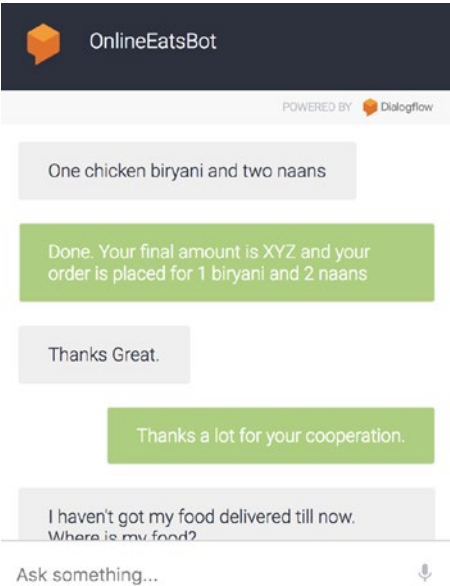 OnlineEatsBot
POWERED BY Dialogflow
One chicken biryani and two naans
Done. Your final amount is XYZ and your
order is placed for 1 biryani and 2 naans
Thanks Great.
Thanks a lot for your cooperation.
I haven't got my food delivered till now.
Where is my food?
Ask something...